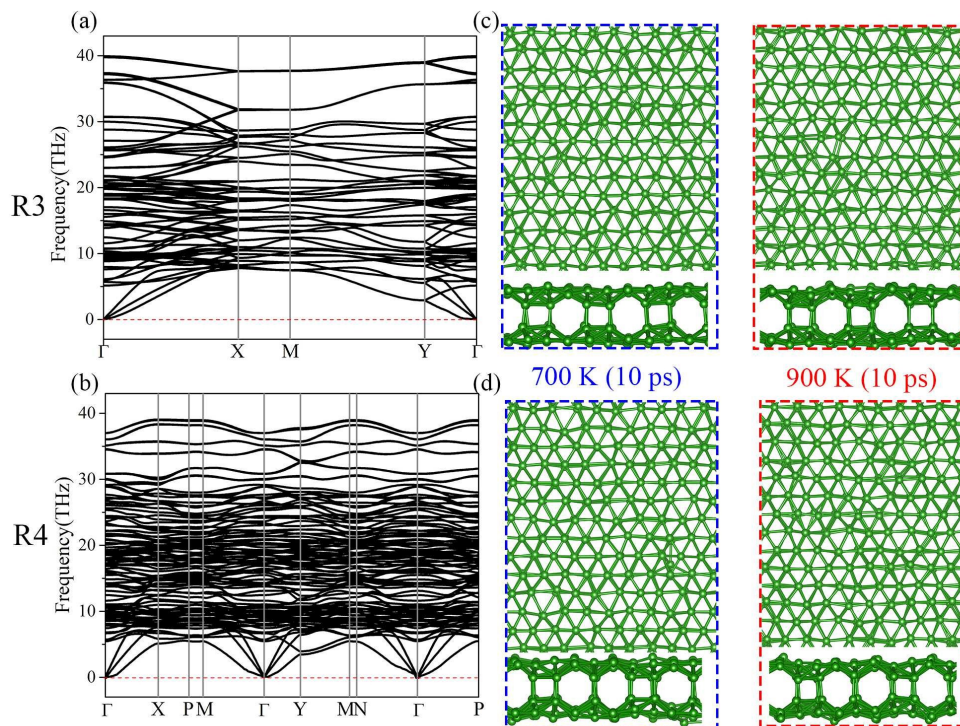 (a)
(c)
40
30
20
10
0
Frequency(THz)
R3
Γ X M Y Γ
(b)
(d)
700 K (10 ps) 900 K (10 ps)
40
30
20
10
0
Frequency(THz)
R4
Γ X P M Γ Y M N Γ P